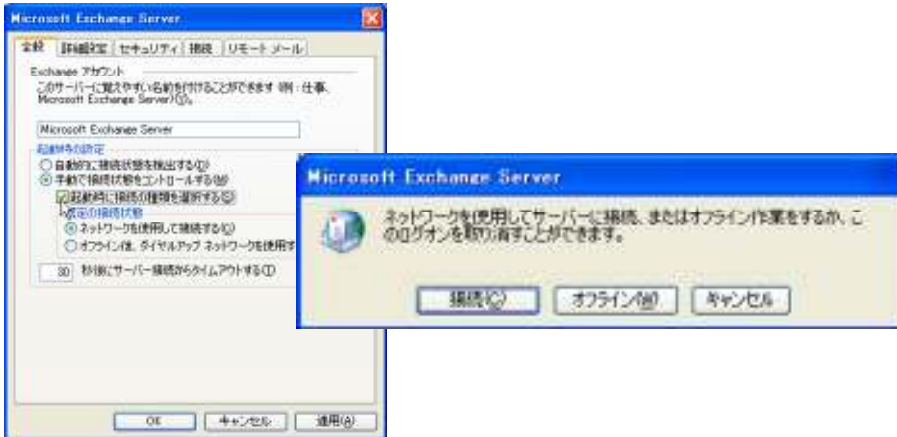 Microsoft Exchange Server
全般 詳細設定 セキュリティ 接続 リモート メール
Exchange アカウント
このサーバーに覚えやすい名前を付けることができます (例 : 仕事、
Microsoft Exchange Server)(Y)。
Microsoft Exchange Server
起動時の設定
自動的に接続状態を検出する(D)
手動で接続状態をコントロールする(M)
起動時に接続の種類を選択する(S)
既定の接続状態
ネットワークを使用して接続する(C)
オフライン作業、ダイヤルアップ ネットワークを使用す
30 秒後にサーバー接続からタイムアウトする(T)
OK キャンセル 適用(A)
Microsoft Exchange Server
ネットワークを使用してサーバーに接続、またはオフライン作業をするか、こ
のログオンを取り消すことができます。
接続(C) オフライン(W) キャンセル